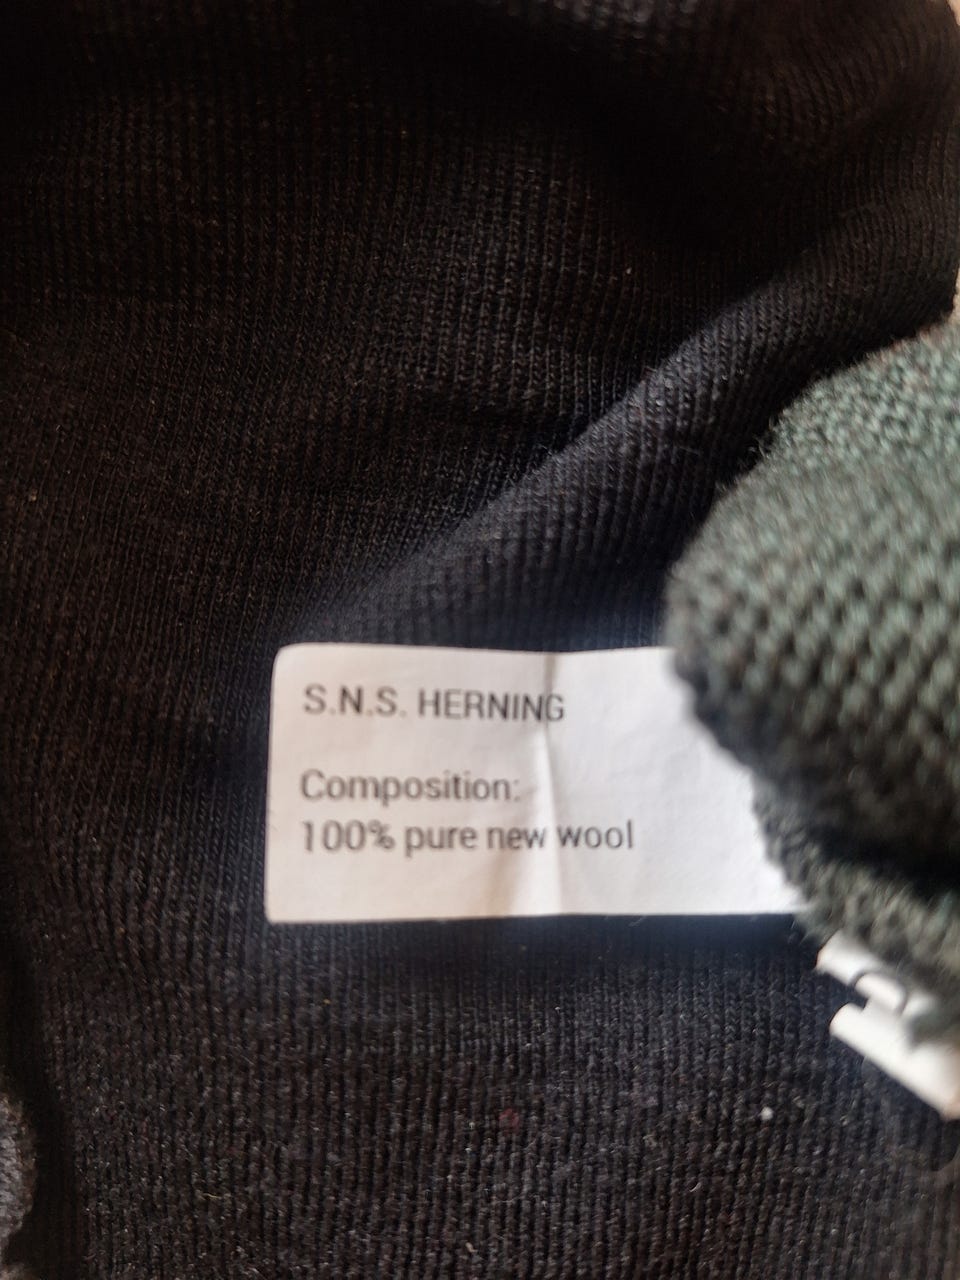 S.N.S. HERNING
Composition:
100% pure new wool